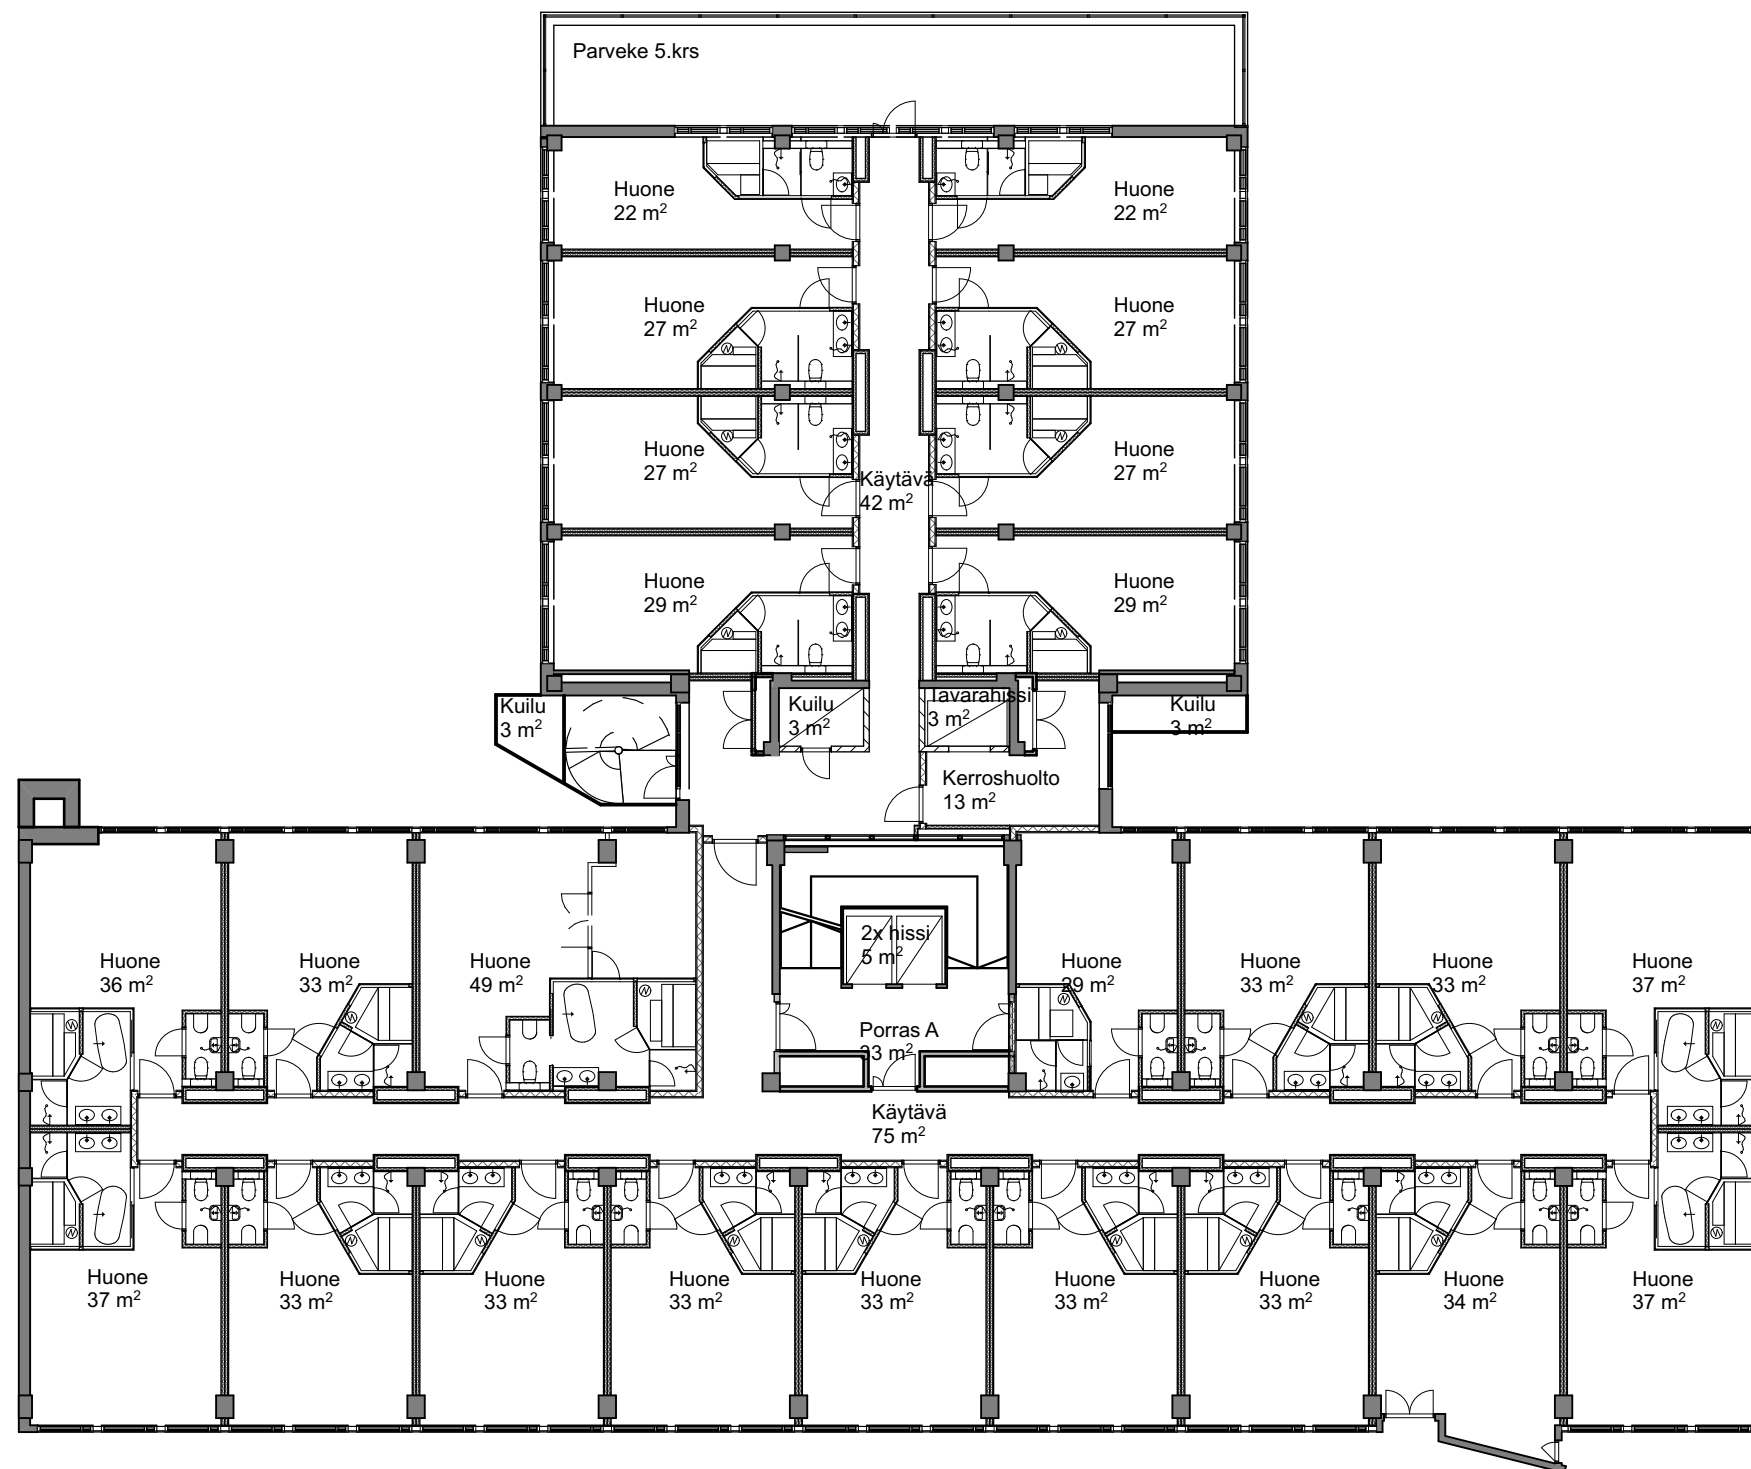 Parveke 5.krs
Huone
22 m²
Huone
22 m²
Huone
27 m²
Huone
27 m²
Huone
27 m²
Huone
27 m²
Käytävä
42 m²
Huone
29 m²
Huone
29 m²
Kuilu
3 m²
Kuilu
3 m²
Tavarahissi
3 m²
Kuilu
3 m²
Kerroshuolto
13 m²
Huone
36 m²
Huone
33 m²
Huone
49 m²
2x hissi
5 m²
Huone
29 m²
Huone
33 m²
Huone
33 m²
Huone
37 m²
Porras A
23 m²
Käytävä
75 m²
Huone
37 m²
Huone
33 m²
Huone
33 m²
Huone
33 m²
Huone
33 m²
Huone
33 m²
Huone
33 m²
Huone
34 m²
Huone
37 m²